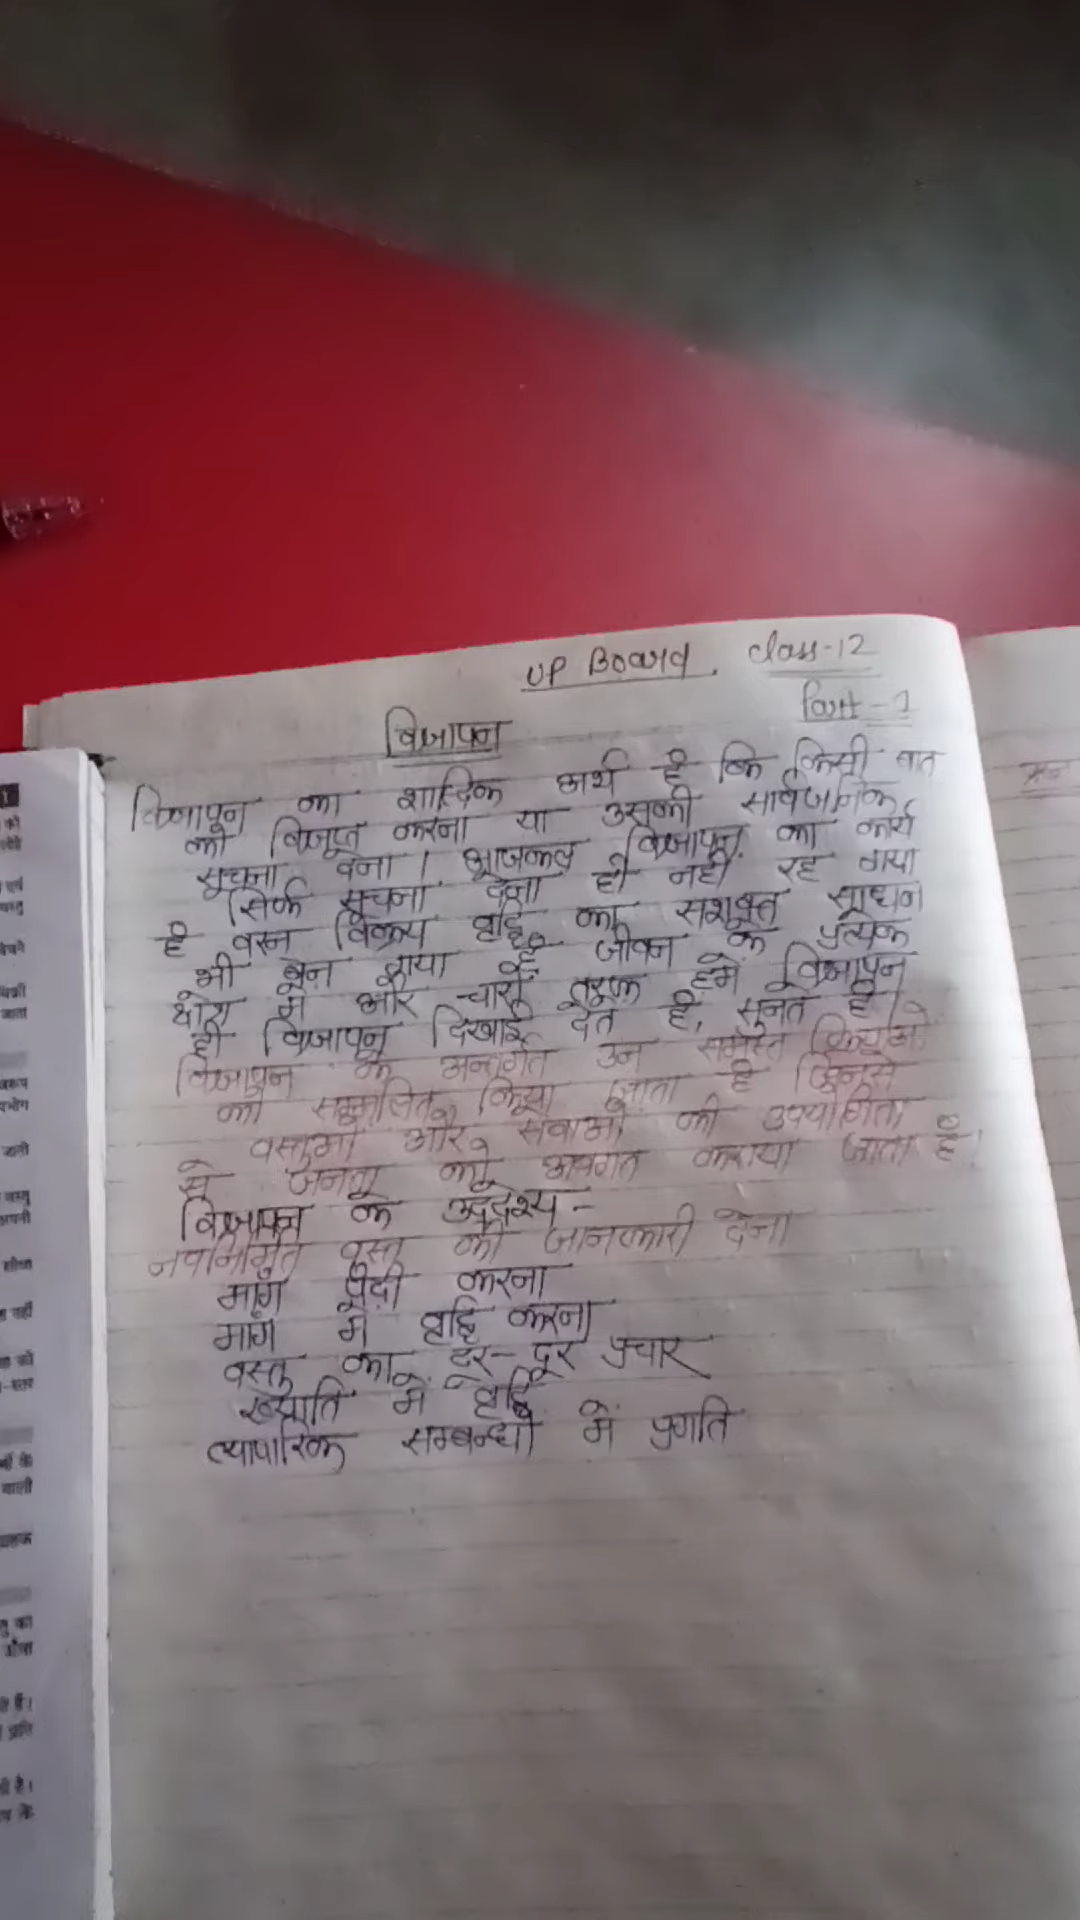 UP Board. Class-12
Part-1
विज्ञापन
विज्ञापन का शाब्दिक अर्थ है कि किसी बात
को विज्ञप्त करना या उसकी सार्वजनिक
सूचना देना। आजकल विज्ञापन का कार्य
सिर्फ सूचना देना ही नहीं रह गया
है वरन विक्रय वृद्धि का सशक्त साधन
भी बन गया है जीवन के प्रत्येक
क्षेत्र में और चारों तरफ हमें विज्ञापन
ही विज्ञापन दिखाई देते है, सुनते है।
विज्ञापन के अन्तर्गत उन समस्त क्रियाओं
को सम्मलित किया जाता है जिनसे
वस्तुओं और सेवाओं की उपयोगिता
से जनता को अवगत कराया जाता है।
विज्ञापन के उद्देश्य -
नवनिर्मित वस्तु की जानकारी देना
मांग पैदा करना
मांग में वृद्धि करना
वस्तु का दूर-दूर प्रचार
ख्याति में वृद्धि
व्यापारिक सम्बन्धों में प्रगति